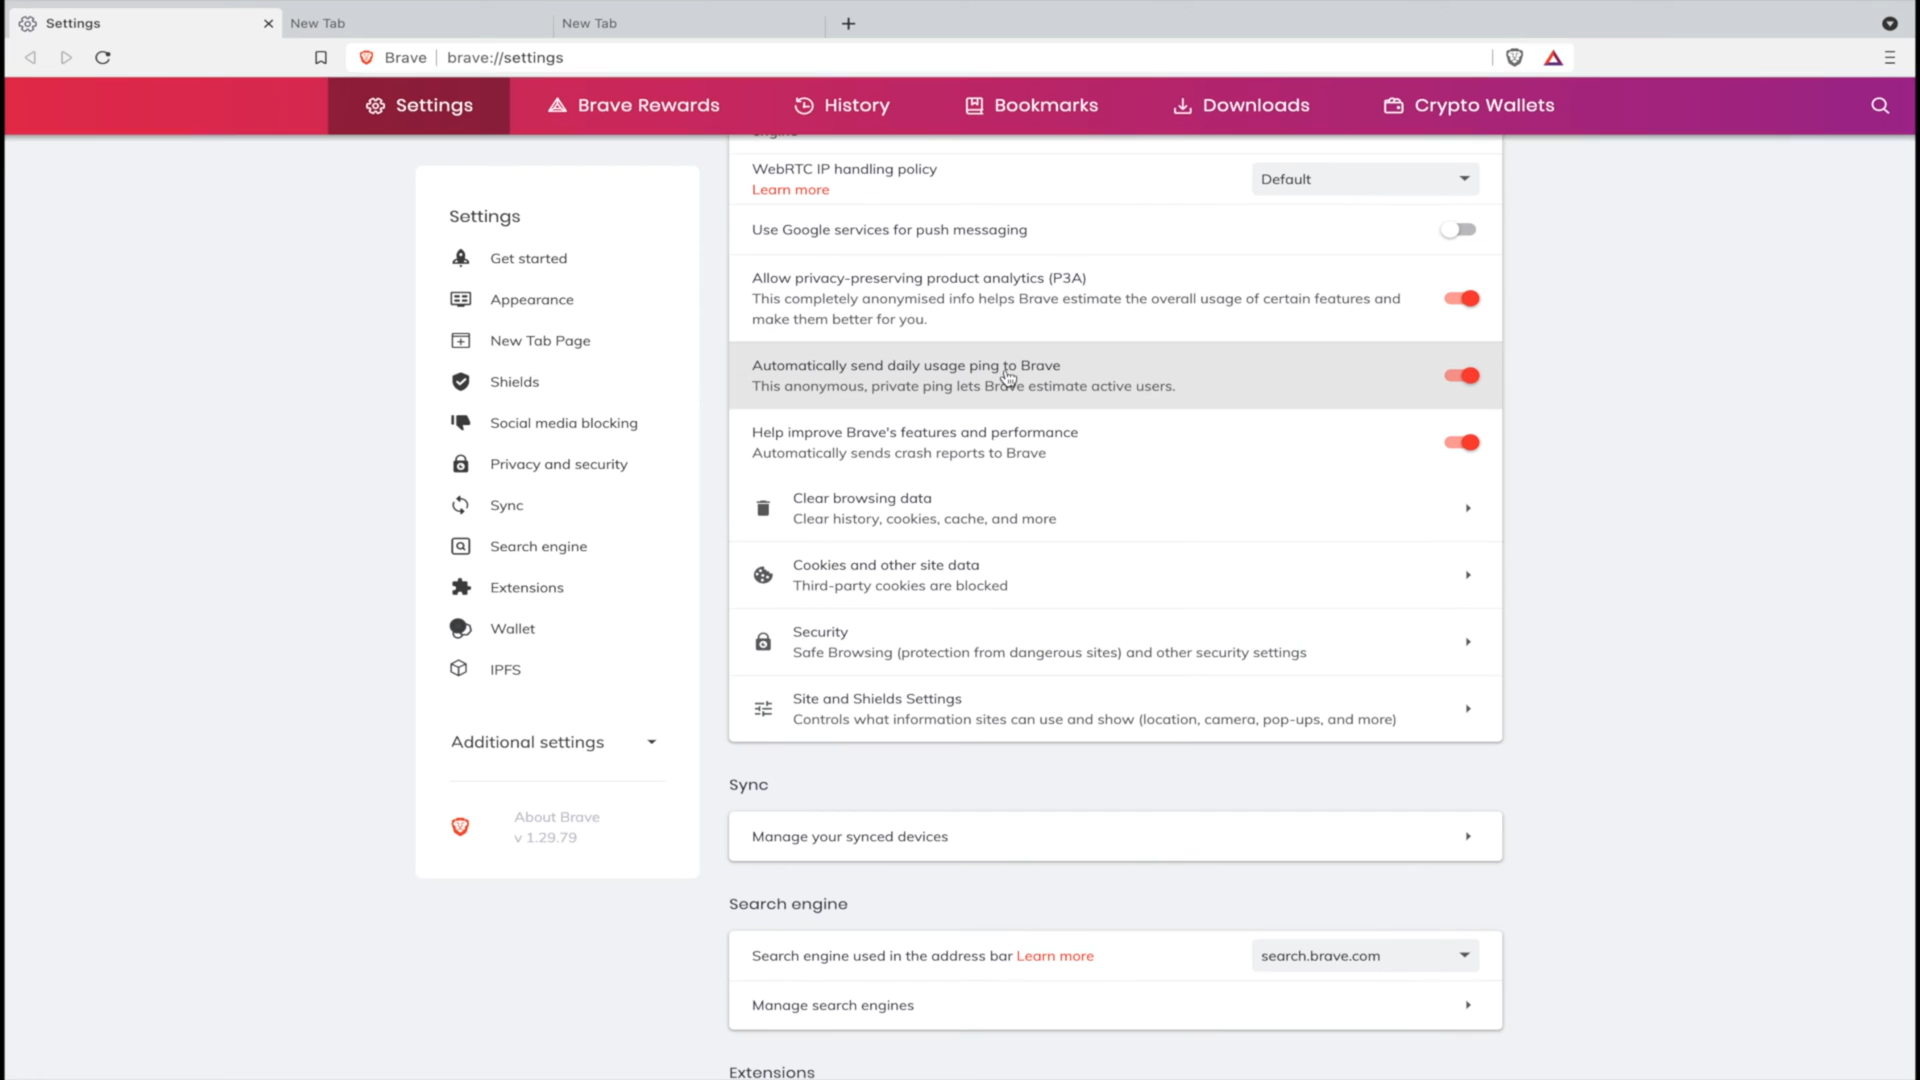 Settings
New Tab
New Tab
Brave
brave://settings
Settings
Brave Rewards
History
Bookmarks
Downloads
Crypto Wallets
Settings
Get started
Appearance
New Tab Page
Shields
Social media blocking
Privacy and security
Sync
Search engine
Extensions
Wallet
IPFS
Additional settings
About Brave
v 1.29.79
engine
WebRTC IP handling policy
Learn more
Default
Use Google services for push messaging
Allow privacy-preserving product analytics (P3A)
This completely anonymised info helps Brave estimate the overall usage of certain features and
make them better for you.
Automatically send daily usage ping to Brave
This anonymous, private ping lets Brave estimate active users.
Help improve Brave's features and performance
Automatically sends crash reports to Brave
Clear browsing data
Clear history, cookies, cache, and more
Cookies and other site data
Third-party cookies are blocked
Security
Safe Browsing (protection from dangerous sites) and other security settings
Site and Shields Settings
Controls what information sites can use and show (location, camera, pop-ups, and more)
Sync
Manage your synced devices
Search engine
Search engine used in the address bar Learn more
search.brave.com
Manage search engines
Extensions